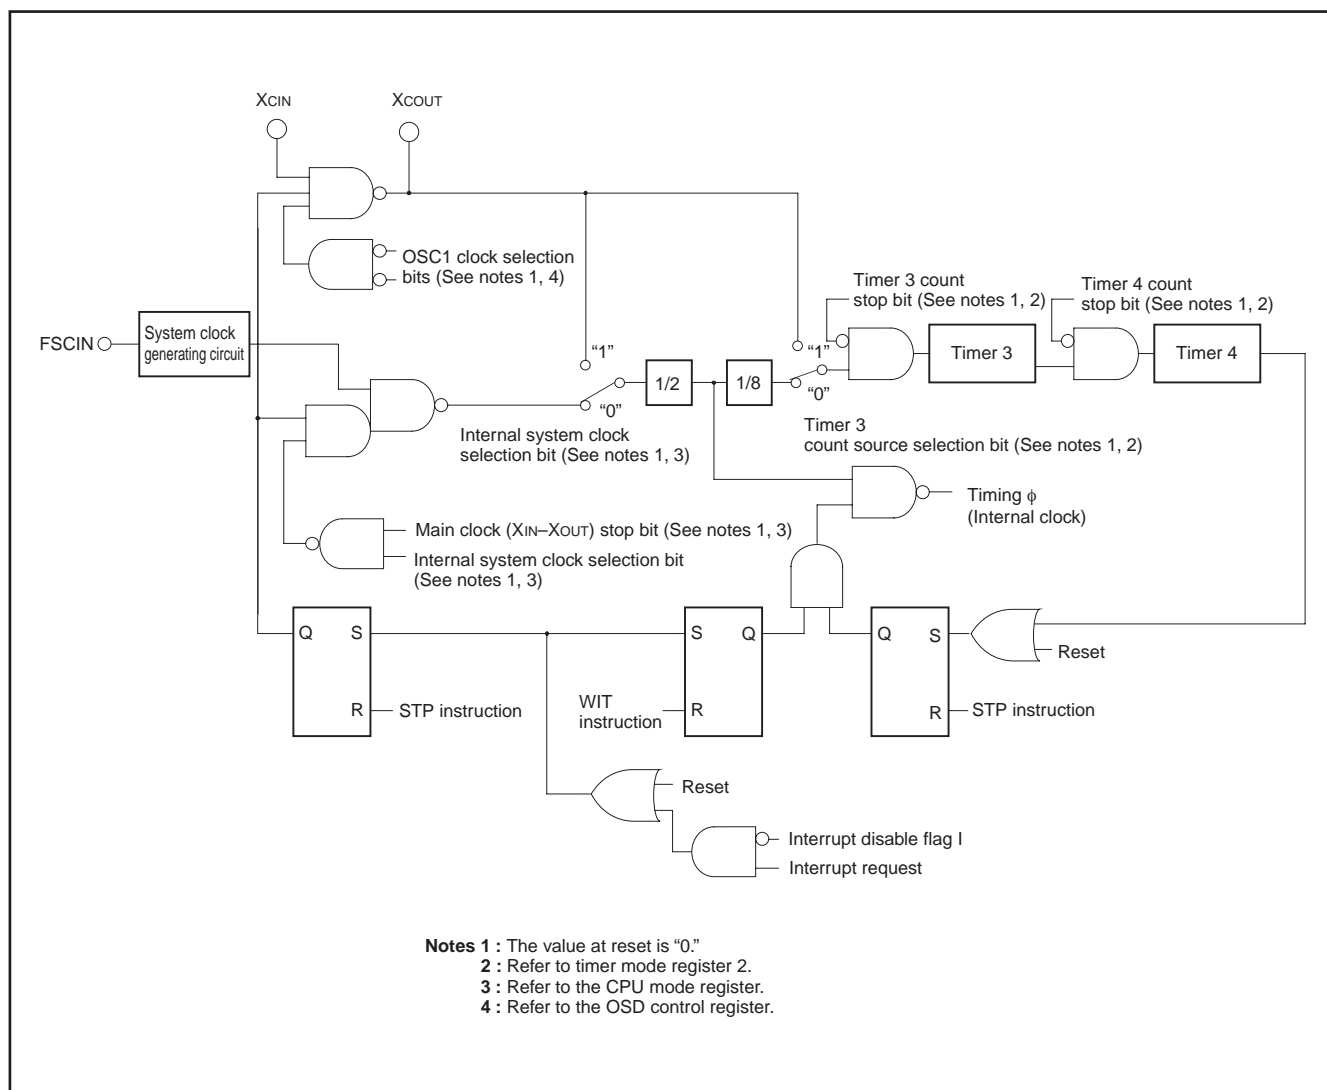 XCIN
XCOUT
OSC1 clock selection
bits (See notes 1, 4)
Timer 3 count
stop bit (See notes 1, 2)
Timer 4 count
stop bit (See notes 1, 2)
FSCIN
System clock
generating circuit
“1”
“1”
Timer 3
Timer 4
1/2
1/8
“0”
“0”
Internal system clock
selection bit (See notes 1, 3)
Timer 3
count source selection bit (See notes 1, 2)
Timing ϕ
(Internal clock)
Main clock (XIN–XOUT) stop bit (See notes 1, 3)
Internal system clock selection bit
(See notes 1, 3)
Q
S
S
Q
Q
S
Reset
R
STP instruction
WIT
instruction
R
R
STP instruction
Reset
Interrupt disable flag I
Interrupt request
Notes 1 : The value at reset is “0.”
2 : Refer to timer mode register 2.
3 : Refer to the CPU mode register.
4 : Refer to the OSD control register.